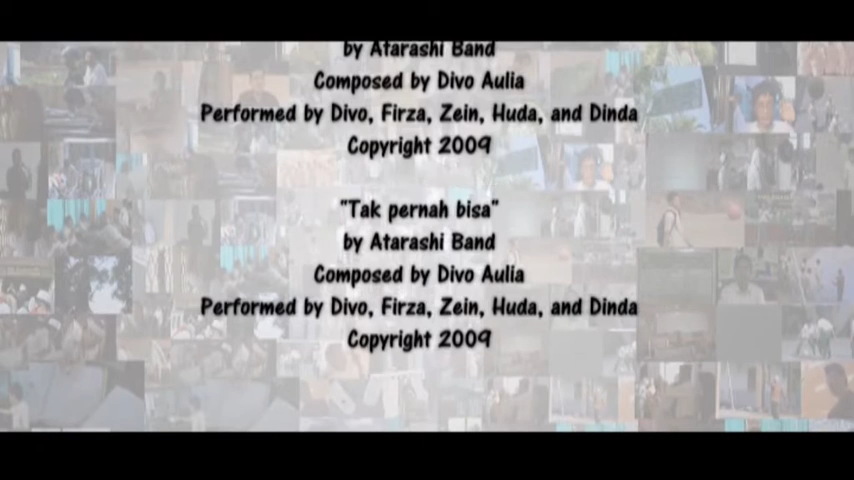 by Atarashi Band
Composed by Divo Aulia
Performed by Divo, Firza, Zein, Huda, and Dinda
Copyright 2009
"Tak pernah bisa"
by Atarashi Band
Composed by Divo Aulia
Performed by Divo, Firza, Zein, Huda, and Dinda
Copyright 2009